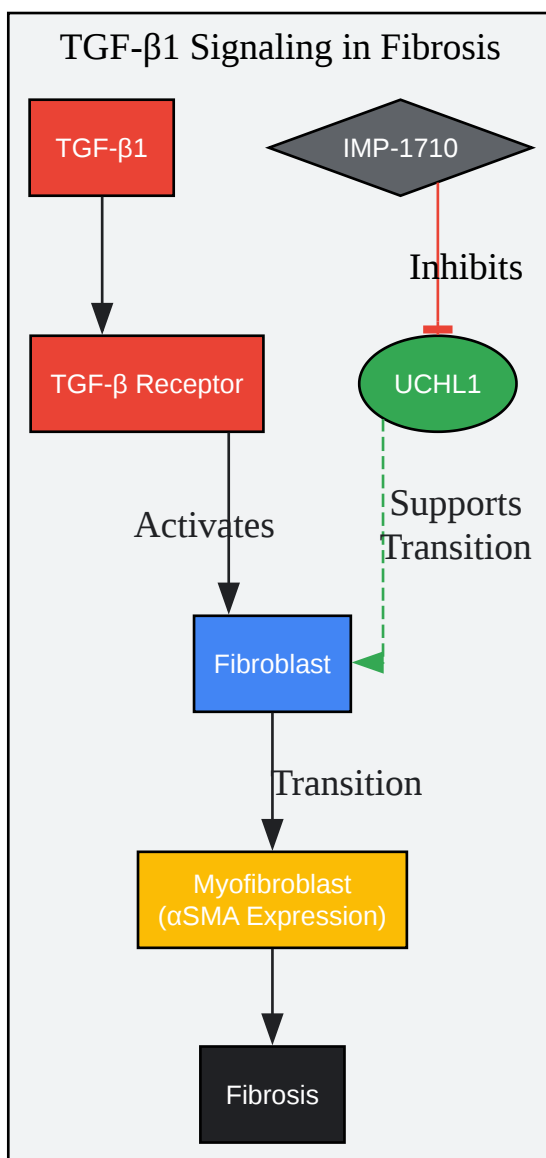 TGF-β1 Signaling in Fibrosis
TGF-β1
IMP-1710
Inhibits
TGF-β Receptor
UCHL1
Activates
Supports
Transition
Fibroblast
Transition
Myofibroblast
(αSMA Expression)
Fibrosis